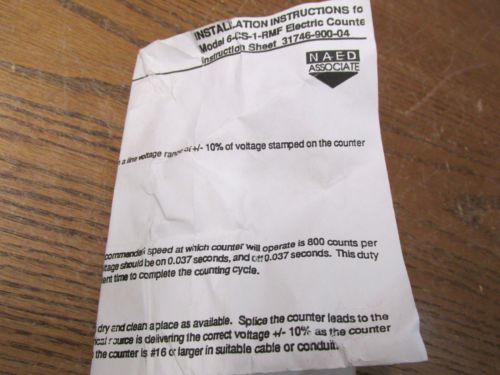 INSTALLATION INSTRUCTIONS fo
Model 6-CS-1-RMF Electric Counte
Instruction Sheet 31746-900-04
NAED
ASSOCIATE
a line voltage range of +/- 10% of voltage stamped on the counter
speed at which counter will operate is 800 counts per
should be on 0.037 seconds, and off 0.037 seconds. This duty
ent time to complete the counting cycle.
dry and clean a place as available. Splice the counter leads to the
ical source is delivering the correct voltage +/- 10% as the counter
the counter is #16 or larger in suitable cable or conduit.